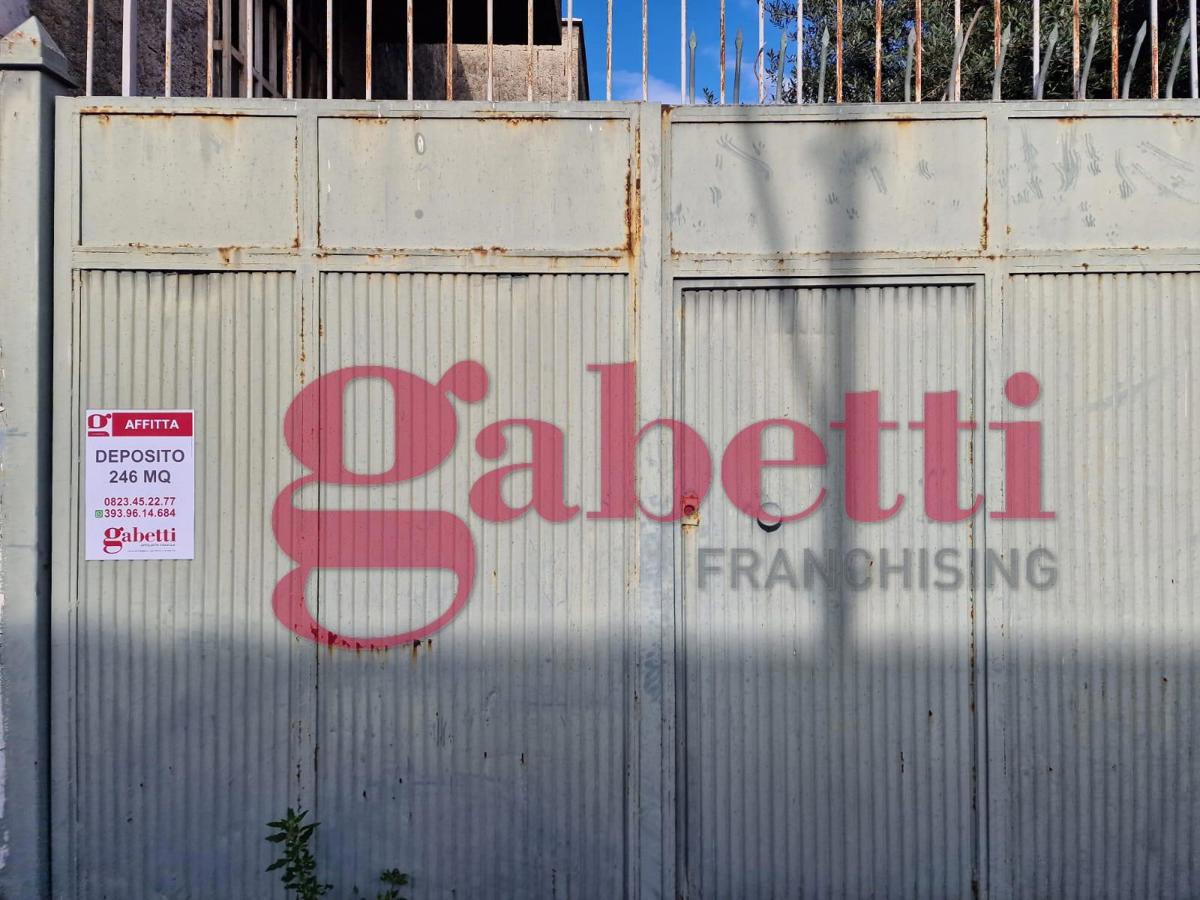 AFFITTA
DEPOSITO
246 MQ
0823.45.22.77
393.96.14.684
gabetti
gabetti
FRANCHISING